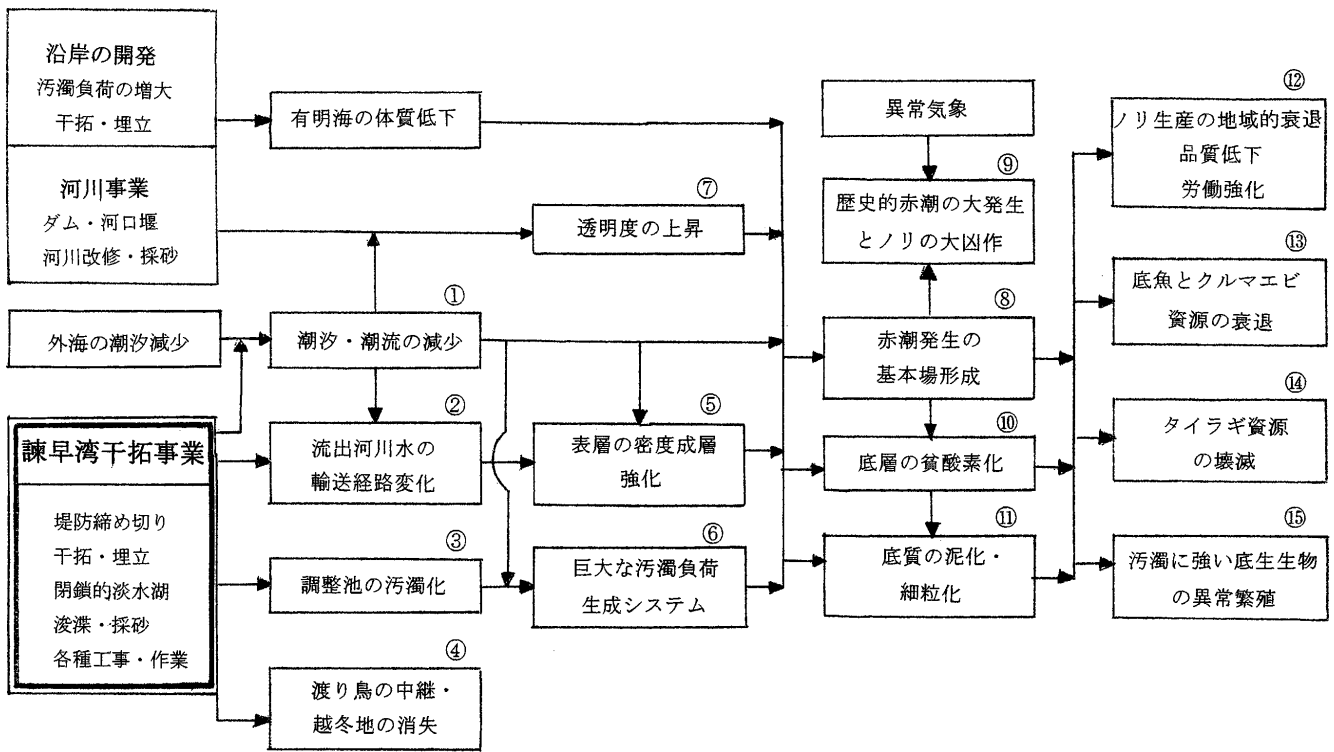 沿岸の開発
汚濁負荷の増大
干拓・埋立
河川事業
ダム・河口堰
河川改修・採砂
外海の潮汐減少
諫早湾干拓事業
堤防締め切り
干拓・埋立
閉鎖的淡水湖
浚渫・採砂
各種工事・作業
有明海の体質低下
①
潮汐・潮流の減少
②
流出河川水の
輸送経路変化
③
調整池の汚濁化
④
渡り鳥の中継・
越冬地の消失
⑦
透明度の上昇
⑤
表層の密度成層
強化
⑥
巨大な汚濁負荷
生成システム
異常気象
⑨
歴史的赤潮の大発生
とノリの大凶作
⑧
赤潮発生の
基本場形成
⑩
底層の貧酸素化
⑪
底質の泥化・
細粒化
⑫
ノリ生産の地域的衰退
品質低下
労働強化
⑬
底魚とクルマエビ
資源の衰退
⑭
タイラギ資源
の壊滅
⑮
汚濁に強い底生生物
の異常繁殖